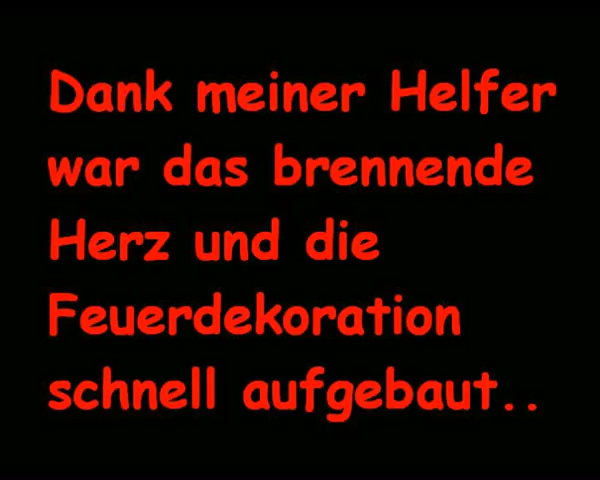 Dank meiner Helfer
war das brennende
Herz und die
Feuerdekoration
schnell aufgebaut..